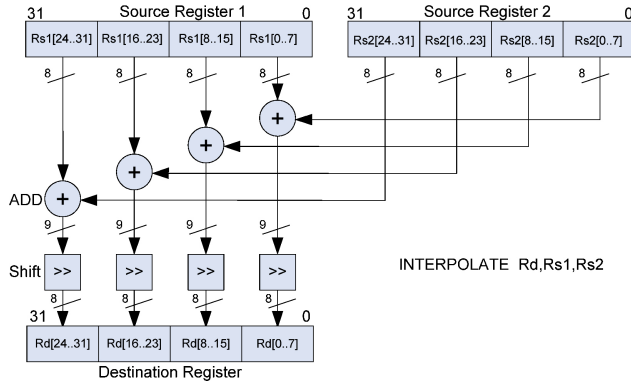 Source Register 1
Source Register 2
31 0 31
Rs1[24..31] Rs1[16..23] Rs1[8..15] Rs1[0..7] Rs2[24..31] Rs2[16..23] Rs2[8..15] Rs2[0..7]
8 8 8 8 8 8 8 8
+
+
+
ADD +
9 9 9 9
Shift >> >> >> >> INTERPOLATE Rd,Rs1,Rs2
8 8 8 8
31 0
Rd[24..31] Rd[16..23] Rd[8..15] Rd[0..7]
Destination Register